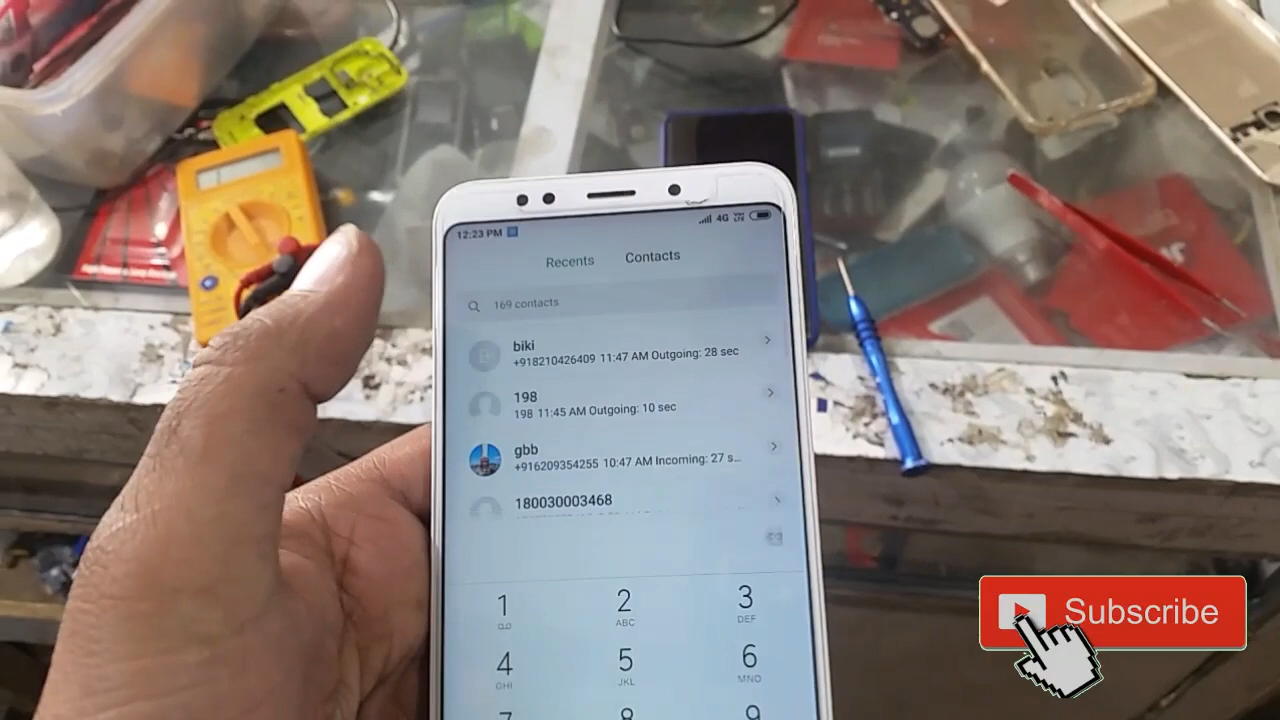 12:23 PM
4G
Recents
Contacts
169 contacts
biki
+918210426409 11:47 AM Outgoing: 28 sec
198
198 11:45 AM Outgoing: 10 sec
gbb
+916209354255 10:47 AM Incoming: 27 s...
180030003468
1
2
ABC
3
DEF
4
GHI
5
JKL
6
MNO
Subscribe